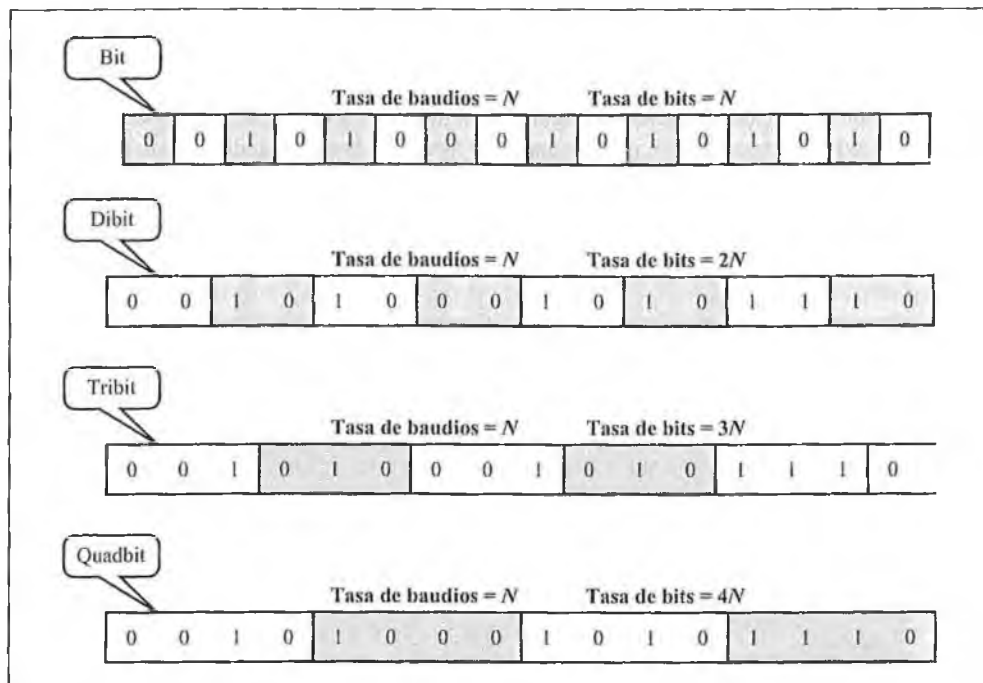 Bit
Tasa de baudios = N Tasa de bits = N
0 0 1 0 1 0 0 0 1 0 1 0 1 0 1 0
Dibit
Tasa de baudios = N Tasa de bits = 2N
0 0 1 0 1 0 0 0 1 0 1 0 1 1 1 0
Tribit
Tasa de baudios = N Tasa de bits = 3N
0 0 1 0 1 0 0 0 1 0 1 0 1 1 1 0
Quadbit
Tasa de baudios = N Tasa de bits = 4N
0 0 1 0 1 0 0 0 1 0 1 0 1 1 1 0